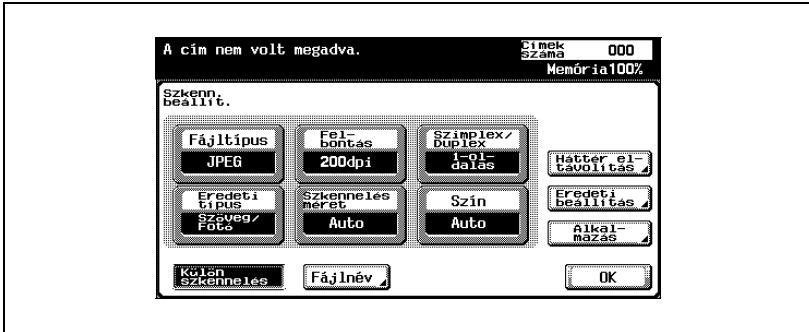 A cím nem volt megadva.
Címek
száma
000
Memória100%
Szkenn.
beállít.
Fájltípus
JPEG
Fel-
bontás
200dpi
Szimplex/
Duplex
1-ol-
dalas
Háttér el-
távolítás
Eredeti
típus
Szöveg/
Fotó
Szkennelés
méret
Auto
Szín
Auto
Eredeti
beállítás
Alkal-
mazás
Külön
szkennelés
Fájlnév
OK